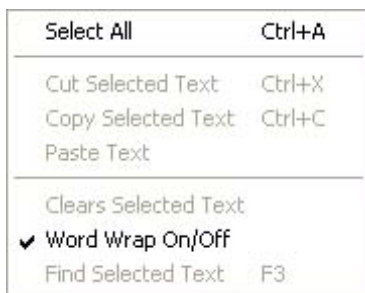 Select All Ctrl+A
Cut Selected Text Ctrl+X
Copy Selected Text Ctrl+C
Paste Text
Clears Selected Text
Word Wrap On/Off
Find Selected Text F3